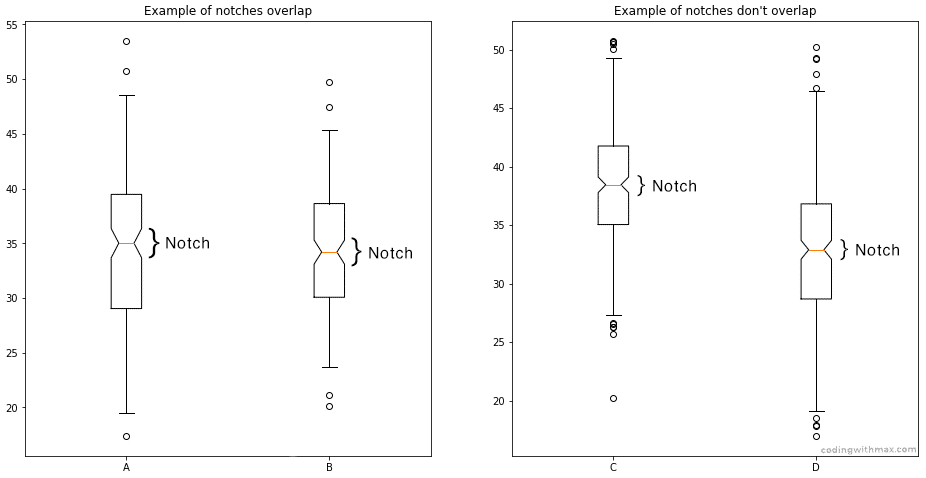 Example of notches overlap
55
50
45
40
35
30
25
20
} Notch
} Notch
A
B
Example of notches don't overlap
50
45
40
35
30
25
20
} Notch
} Notch
C
D
codingwithmax.com